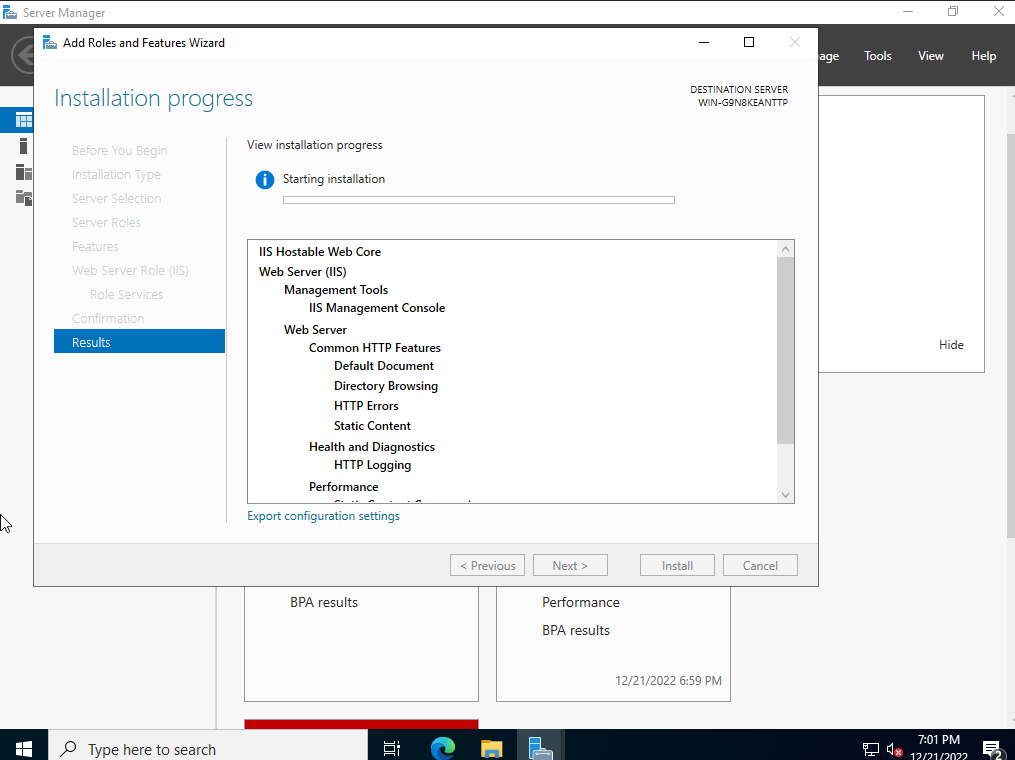 Server Manager
Add Roles and Features Wizard
Tools
View
Help
Installation progress
DESTINATION SERVER
WIN-G9N8KEANTTP
Before You Begin
Installation Type
Server Selection
Server Roles
Features
Web Server Role (IIS)
Role Services
Confirmation
Results
View installation progress
Starting installation
IIS Hostable Web Core
Web Server (IIS)
Management Tools
IIS Management Console
Web Server
Common HTTP Features
Default Document
Directory Browsing
HTTP Errors
Static Content
Health and Diagnostics
HTTP Logging
Performance
Export configuration settings
Hide
< Previous
Next >
Install
Cancel
BPA results
Performance
BPA results
12/21/2022 6:59 PM
Type here to search
7:01 PM
12/21/2022
2